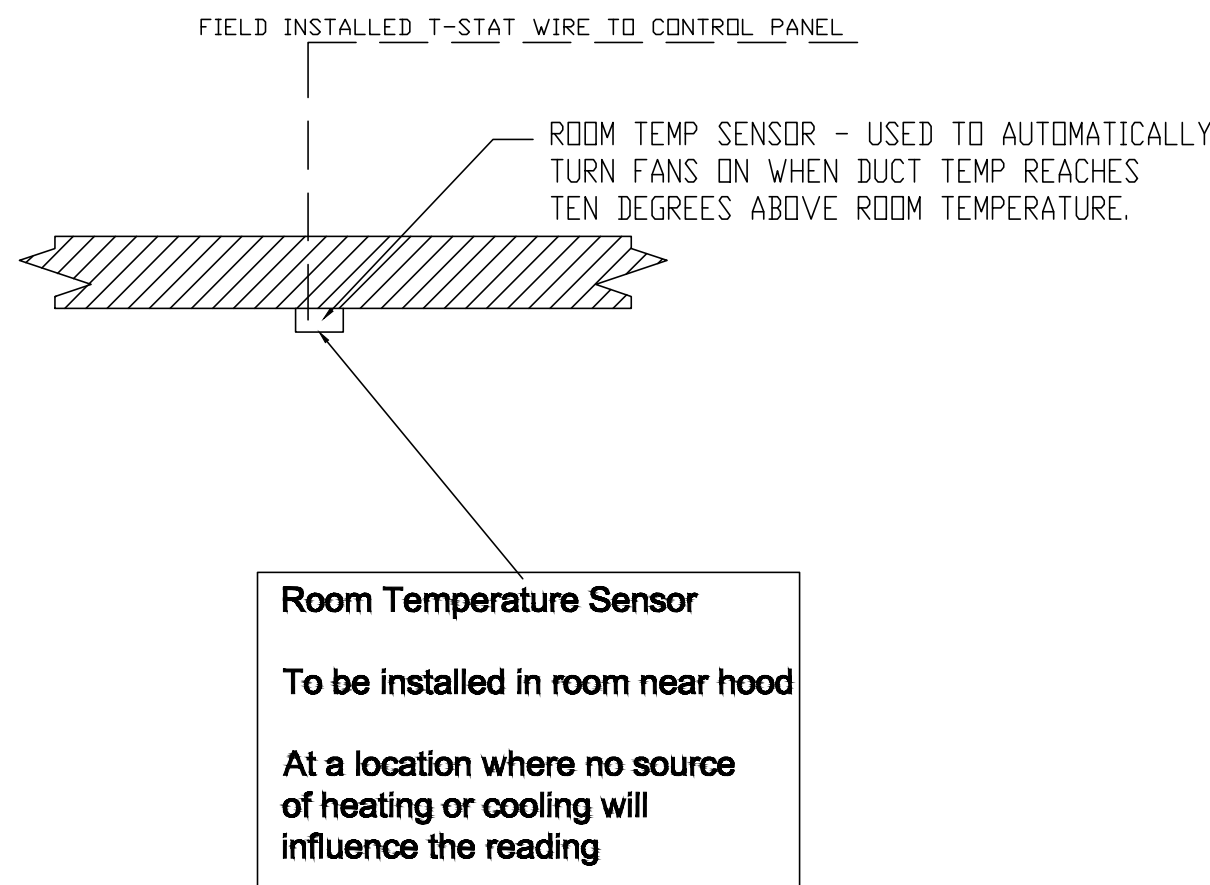 FIELD INSTALLED T-STAT WIRE TO CONTROL PANEL
ROOM TEMP SENSOR - USED TO AUTOMATICALLY
TURN FANS ON WHEN DUCT TEMP REACHES
TEN DEGREES ABOVE ROOM TEMPERATURE.
Room Temperature Sensor
To be installed in room near hood
At a location where no source
of heating or cooling will
influence the reading